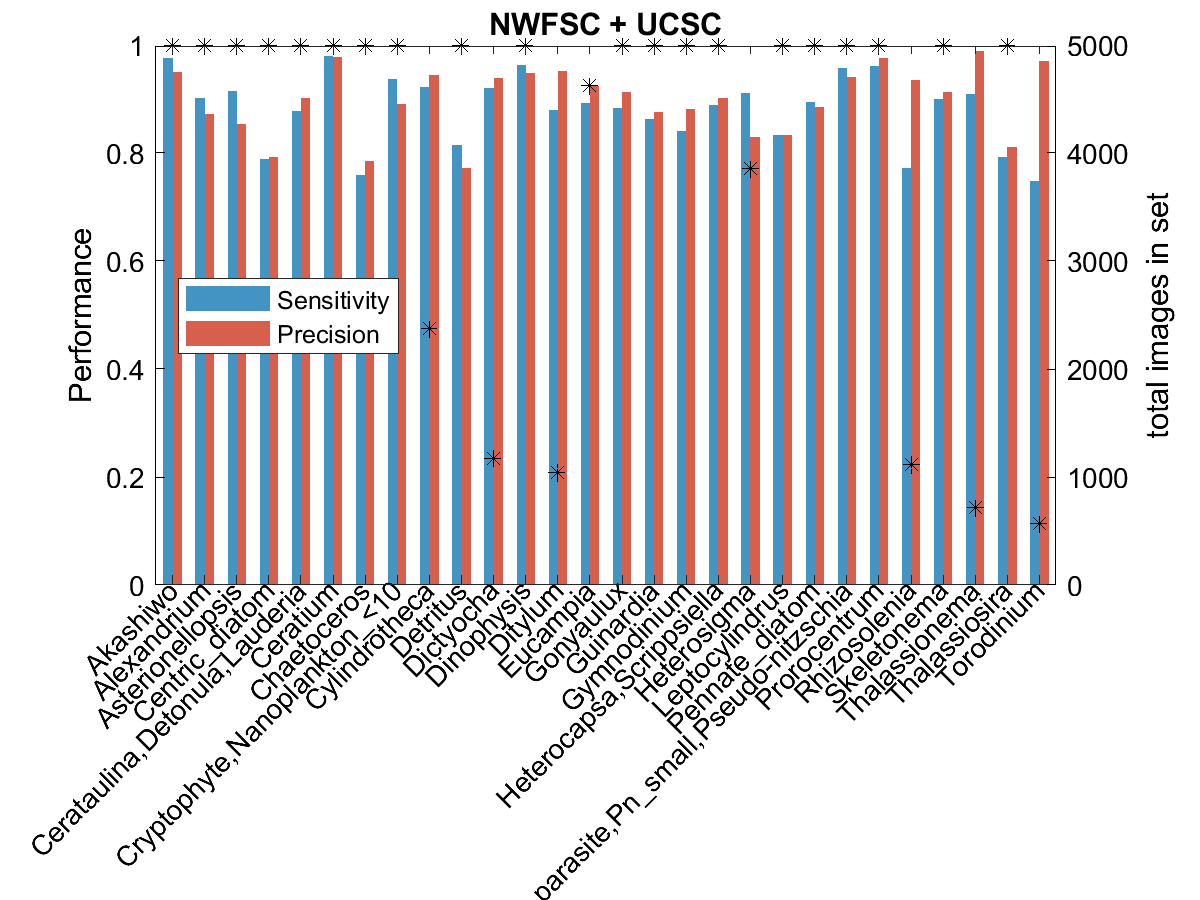 NWFSC + UCSC
1
0.8
0.6
0.4
0.2
0
Performance
5000
4000
3000
2000
1000
0
total images in set
Sensitivity
Precision
Akashiwo
Alexandrium
Asterionellopsis
Centric_diatom
Cerataulina,Detonula,Lauderia
Ceratium
Chaetoceros
Cryptophyte,Nanoplankton_<10
Cylindrotheca
Detritus
Dictyocha
Dinophysis
Ditylum
Eucampia
Gonyaulux
Guinardia
Gymnodinium
Heterocapsa,Scrippsiella
Heterosigma
Leptocylindrus
Pennate_diatom
parasite,Pn_small,Pseudo-nitzschia
Prorocentrum
Rhizosolenia
Skeletonema
Thalassionema
Thalassiosira
Torodinium